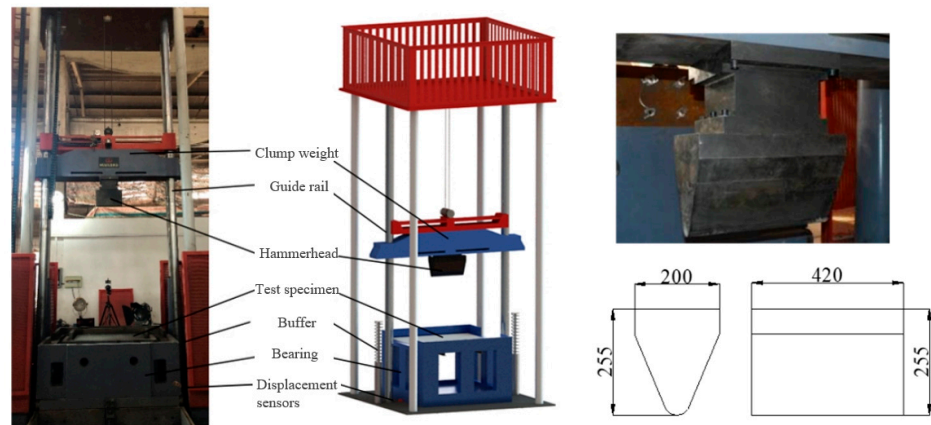 Clump weight
Guide rail
Hammerhead
Test specimen
Buffer
Bearing
Displacement
sensors
200
420
255
255